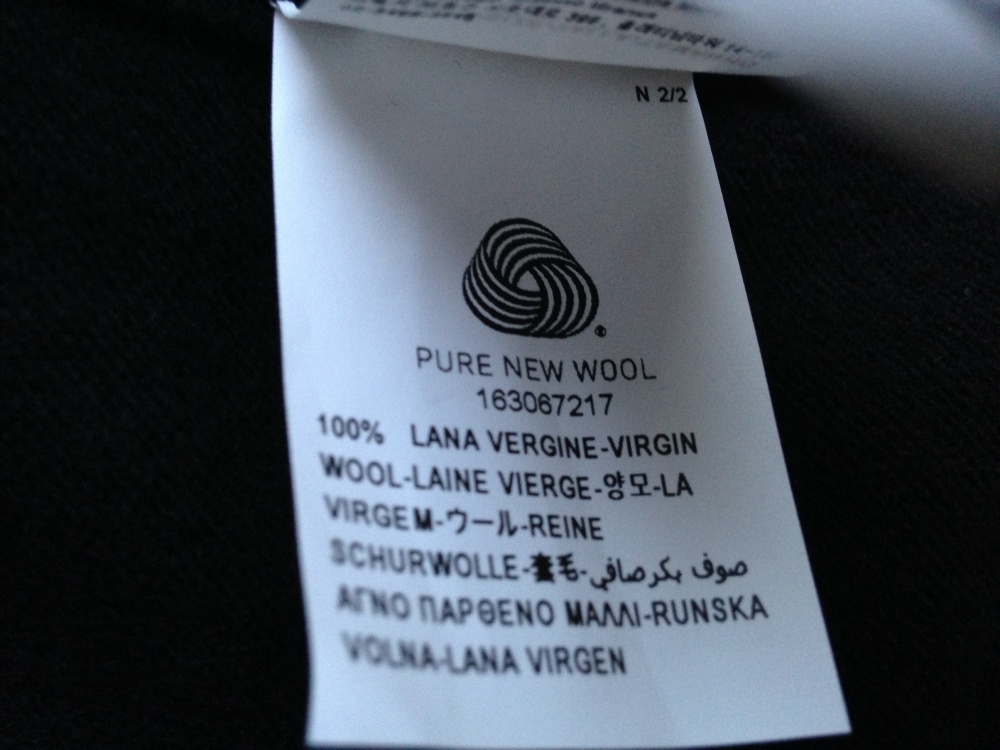 N 2/2
PURE NEW WOOL
163067217
100% LANA VERGINE-VIRGIN
WOOL-LAINE VIERGE-양모-LA
VIRGEM-ウール-REINE
SCHURWOLLE-羊毛-صوف بكر صافي
ΑΓΝΟ ΠΑΡΘΕΝΟ ΜΑΛΛΙ-RUNSKA
VOLNA-LANA VIRGEN